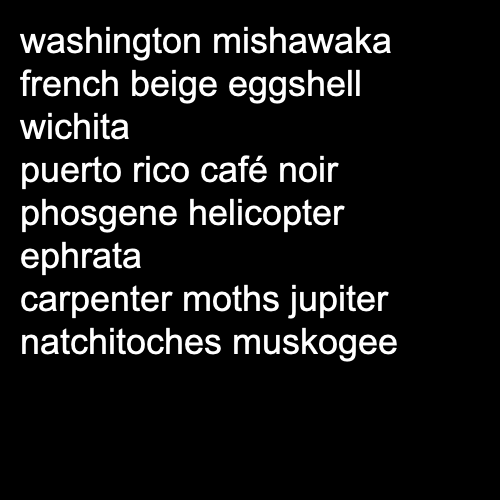 washington mishawaka
french beige eggshell
wichita
puerto rico café noir
phosgene helicopter
ephrata
carpenter moths jupiter
natchitoches muskogee